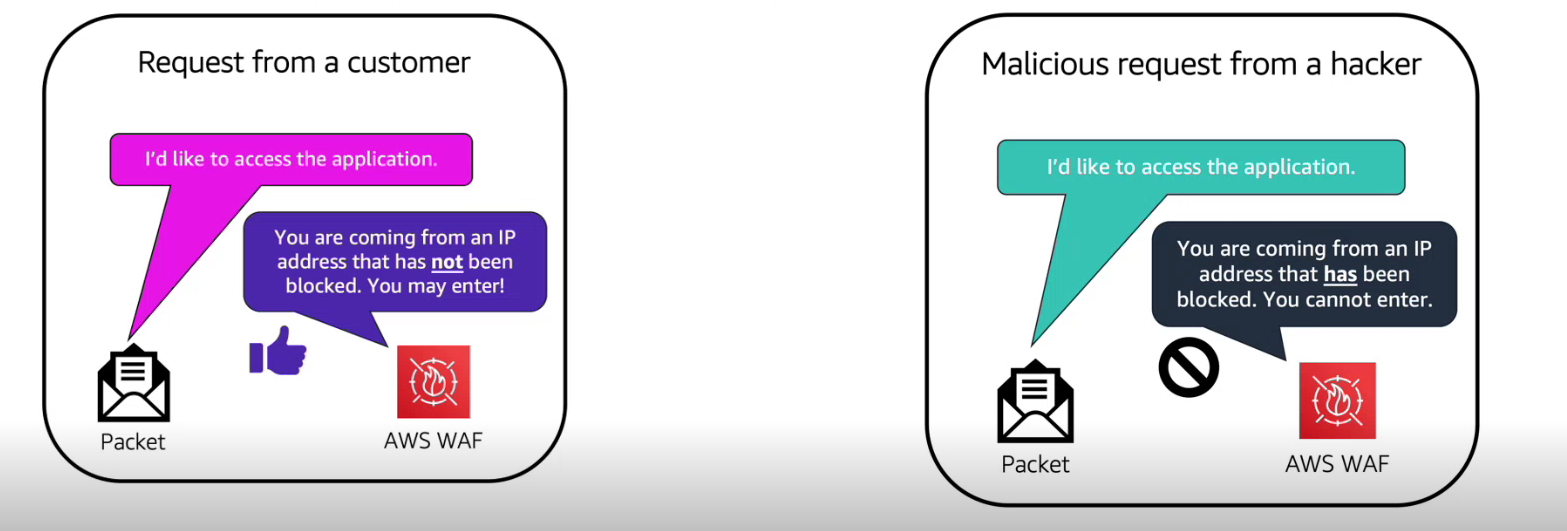 Request from a customer
I'd like to access the application.
You are coming from an IP
address that has not been
blocked. You may enter!
Packet
AWS WAF
Malicious request from a hacker
I'd like to access the application.
You are coming from an IP
address that has been
blocked. You cannot enter.
Packet
AWS WAF